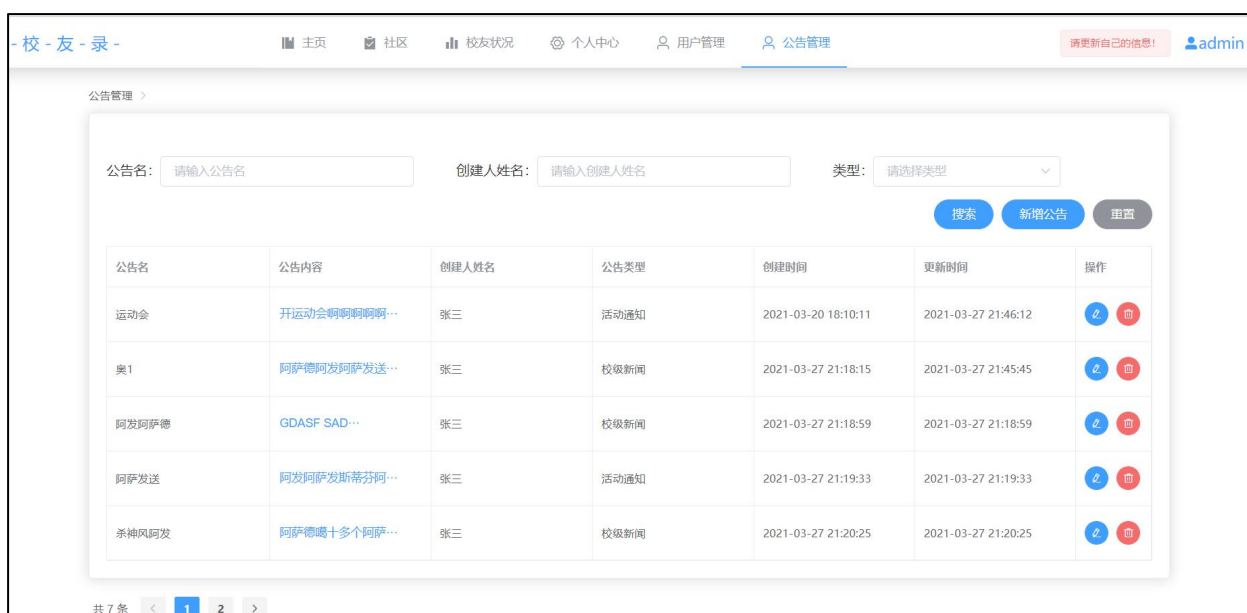 - 校 - 友 - 录 - 主页 社区 校友状况 个人中心 用户管理 公告管理 请更新自己的信息! admin
公告管理 >
公告名: 请输入公告名 创建人姓名: 请输入创建人姓名 类型: 请选择类型
搜索 新增公告 重置
公告名 公告内容 创建人姓名 公告类型 创建时间 更新时间 操作
运动会 开运动会啊啊啊啊啊… 张三 活动通知 2021-03-20 18:10:11 2021-03-27 21:46:12
奥1 阿萨德阿发阿萨发送… 张三 校级新闻 2021-03-27 21:18:15 2021-03-27 21:45:45
阿发阿萨德 GDASF SAD… 张三 校级新闻 2021-03-27 21:18:59 2021-03-27 21:18:59
阿萨发送 阿发阿萨发斯蒂芬阿… 张三 活动通知 2021-03-27 21:19:33 2021-03-27 21:19:33
杀神风阿发 阿萨德噶十多个阿萨… 张三 校级新闻 2021-03-27 21:20:25 2021-03-27 21:20:25
共 7 条 < 1 2 >